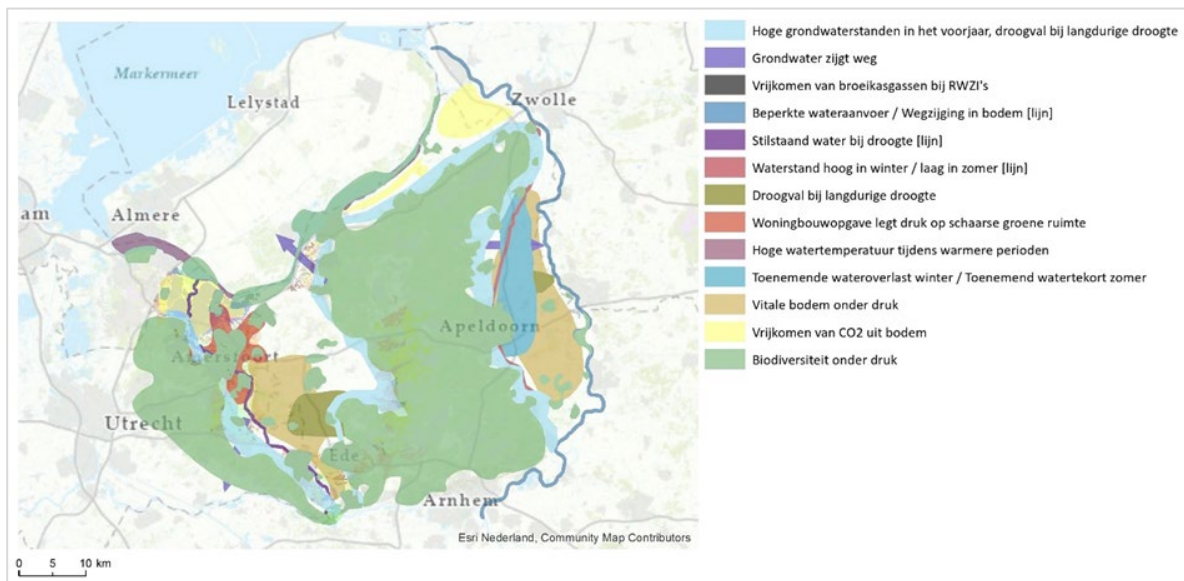 Markermeer
Lelystad
Zwolle
am
Almere
Apeldoorn
Amersfoort
Utrecht
Ede
Arnhem
Esri Nederland, Community Map Contributors
0 5 10 km
Hoge grondwaterstanden in het voorjaar, droogval bij langdurige droogte
Grondwater zijgt weg
Vrijkomen van broeikasgassen bij RWZI's
Beperkte wateraanvoer / Wegzijging in bodem [lijn]
Stilstaand water bij droogte [lijn]
Waterstand hoog in winter / laag in zomer [lijn]
Droogval bij langdurige droogte
Woningbouwopgave legt druk op schaarse groene ruimte
Hoge watertemperatuur tijdens warmere perioden
Toenemende wateroverlast winter / Toenemend watertekort zomer
Vitale bodem onder druk
Vrijkomen van CO2 uit bodem
Biodiversiteit onder druk